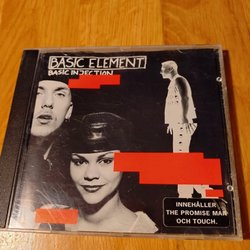 BASIC ELEMENT
BASIC INJECTION
INNEHÅLLER
THE PROMISE MAN
OCH TOUCH.